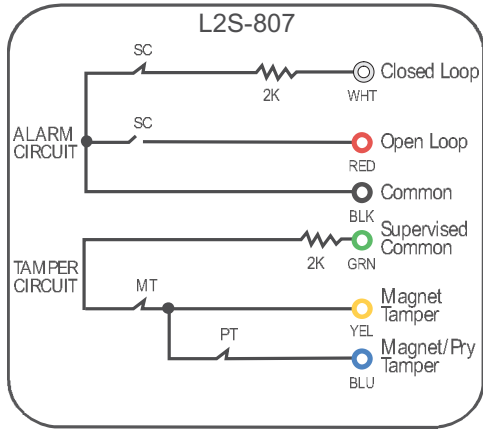 L2S-807
SC
2K
Closed Loop
WHT
SC
ALARM
CIRCUIT
Open Loop
RED
Common
BLK
Supervised
Common
2K
GRN
TAMPER
CIRCUIT
MT
Magnet
Tamper
YEL
PT
Magnet/Pry
Tamper
BLU